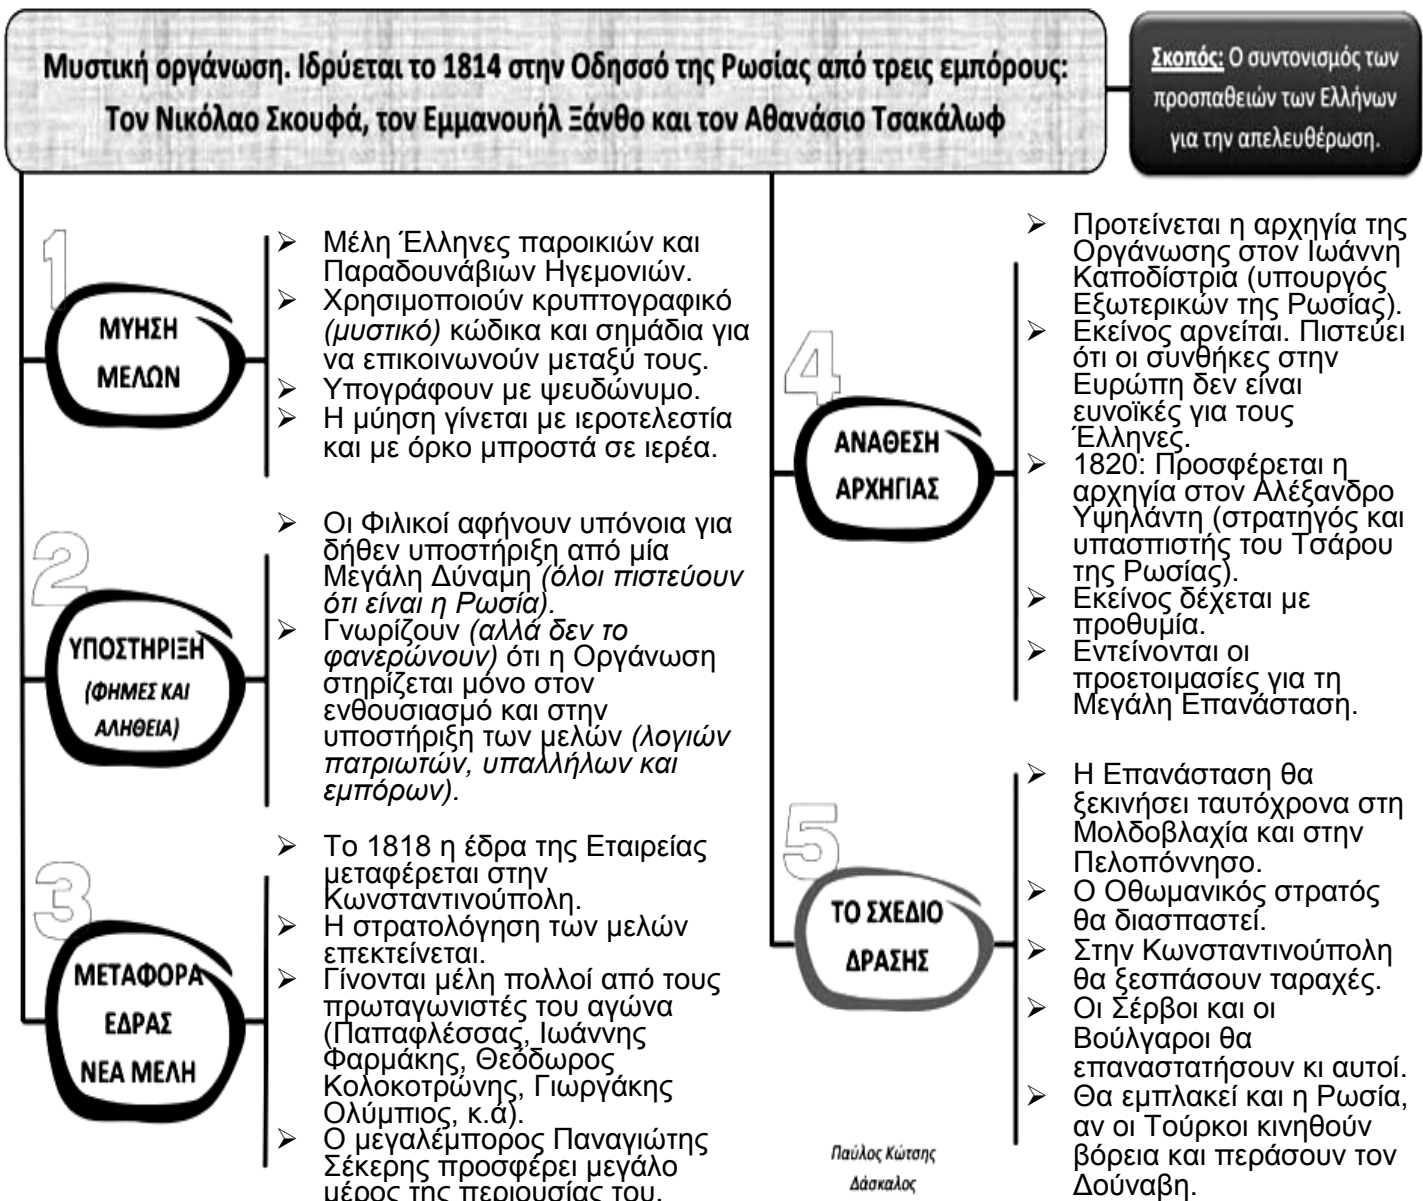 Μυστική οργάνωση. Ιδρύεται το 1814 στην Οδησσό της Ρωσίας από τρεις εμπόρους:
Τον Νικόλαο Σκουφά, τον Εμμανουήλ Ξάνθο και τον Αθανάσιο Τσακάλωφ
Σκοπός: Ο συντονισμός των
προσπαθειών των Ελλήνων
για την απελευθέρωση.
1
ΜΥΗΣΗ
ΜΕΛΩΝ
➢ Μέλη Έλληνες παροικιών και
Παραδουνάβιων Ηγεμονιών.
➢ Χρησιμοποιούν κρυπτογραφικό
(μυστικό) κώδικα και σημάδια για
να επικοινωνούν μεταξύ τους.
➢ Υπογράφουν με ψευδώνυμο.
➢ Η μύηση γίνεται με ιεροτελεστία
και με όρκο μπροστά σε ιερέα.
2
ΥΠΟΣΤΗΡΙΞΗ
(ΦΗΜΕΣ ΚΑΙ
ΑΛΗΘΕΙΑ)
➢ Οι Φιλικοί αφήνουν υπόνοια για
δήθεν υποστήριξη από μία
Μεγάλη Δύναμη (όλοι πιστεύουν
ότι είναι η Ρωσία).
➢ Γνωρίζουν (αλλά δεν το
φανερώνουν) ότι η Οργάνωση
στηρίζεται μόνο στον
ενθουσιασμό και στην
υποστήριξη των μελών (λογιών
πατριωτών, υπαλλήλων και
εμπόρων).
3
ΜΕΤΑΦΟΡΑ
ΕΔΡΑΣ
ΝΕΑ ΜΕΛΗ
➢ Το 1818 η έδρα της Εταιρείας
μεταφέρεται στην
Κωνσταντινούπολη.
➢ Η στρατολόγηση των μελών
επεκτείνεται.
➢ Γίνονται μέλη πολλοί από τους
πρωταγωνιστές του αγώνα
(Παπαφλέσσας, Ιωάννης
Φαρμάκης, Θεόδωρος
Κολοκοτρώνης, Γιωργάκης
Ολύμπιος, κ.ά).
➢ Ο μεγαλέμπορος Παναγιώτης
Σέκερης προσφέρει μεγάλο
μέρος της περιουσίας του.
4
ΑΝΑΘΕΣΗ
ΑΡΧΗΓΙΑΣ
➢ Προτείνεται η αρχηγία της
Οργάνωσης στον Ιωάννη
Καποδίστρια (υπουργός
Εξωτερικών της Ρωσίας).
➢ Εκείνος αρνείται. Πιστεύει
ότι οι συνθήκες στην
Ευρώπη δεν είναι
ευνοϊκές για τους
Έλληνες.
➢ 1820: Προσφέρεται η
αρχηγία στον Αλέξανδρο
Υψηλάντη (στρατηγός και
υπασπιστής του Τσάρου
της Ρωσίας).
➢ Εκείνος δέχεται με
προθυμία.
➢ Εντείνονται οι
προετοιμασίες για τη
Μεγάλη Επανάσταση.
5
ΤΟ ΣΧΕΔΙΟ
ΔΡΑΣΗΣ
➢ Η Επανάσταση θα
ξεκινήσει ταυτόχρονα στη
Μολδοβλαχία και στην
Πελοπόννησο.
➢ Ο Οθωμανικός στρατός
θα διασπαστεί.
➢ Στην Κωνσταντινούπολη
θα ξεσπάσουν ταραχές.
➢ Οι Σέρβοι και οι
Βούλγαροι θα
επαναστατήσουν κι αυτοί.
➢ Θα εμπλακεί και η Ρωσία,
αν οι Τούρκοι κινηθούν
βόρεια και περάσουν τον
Δούναβη.
Παύλος Κώτσης
Δάσκαλος